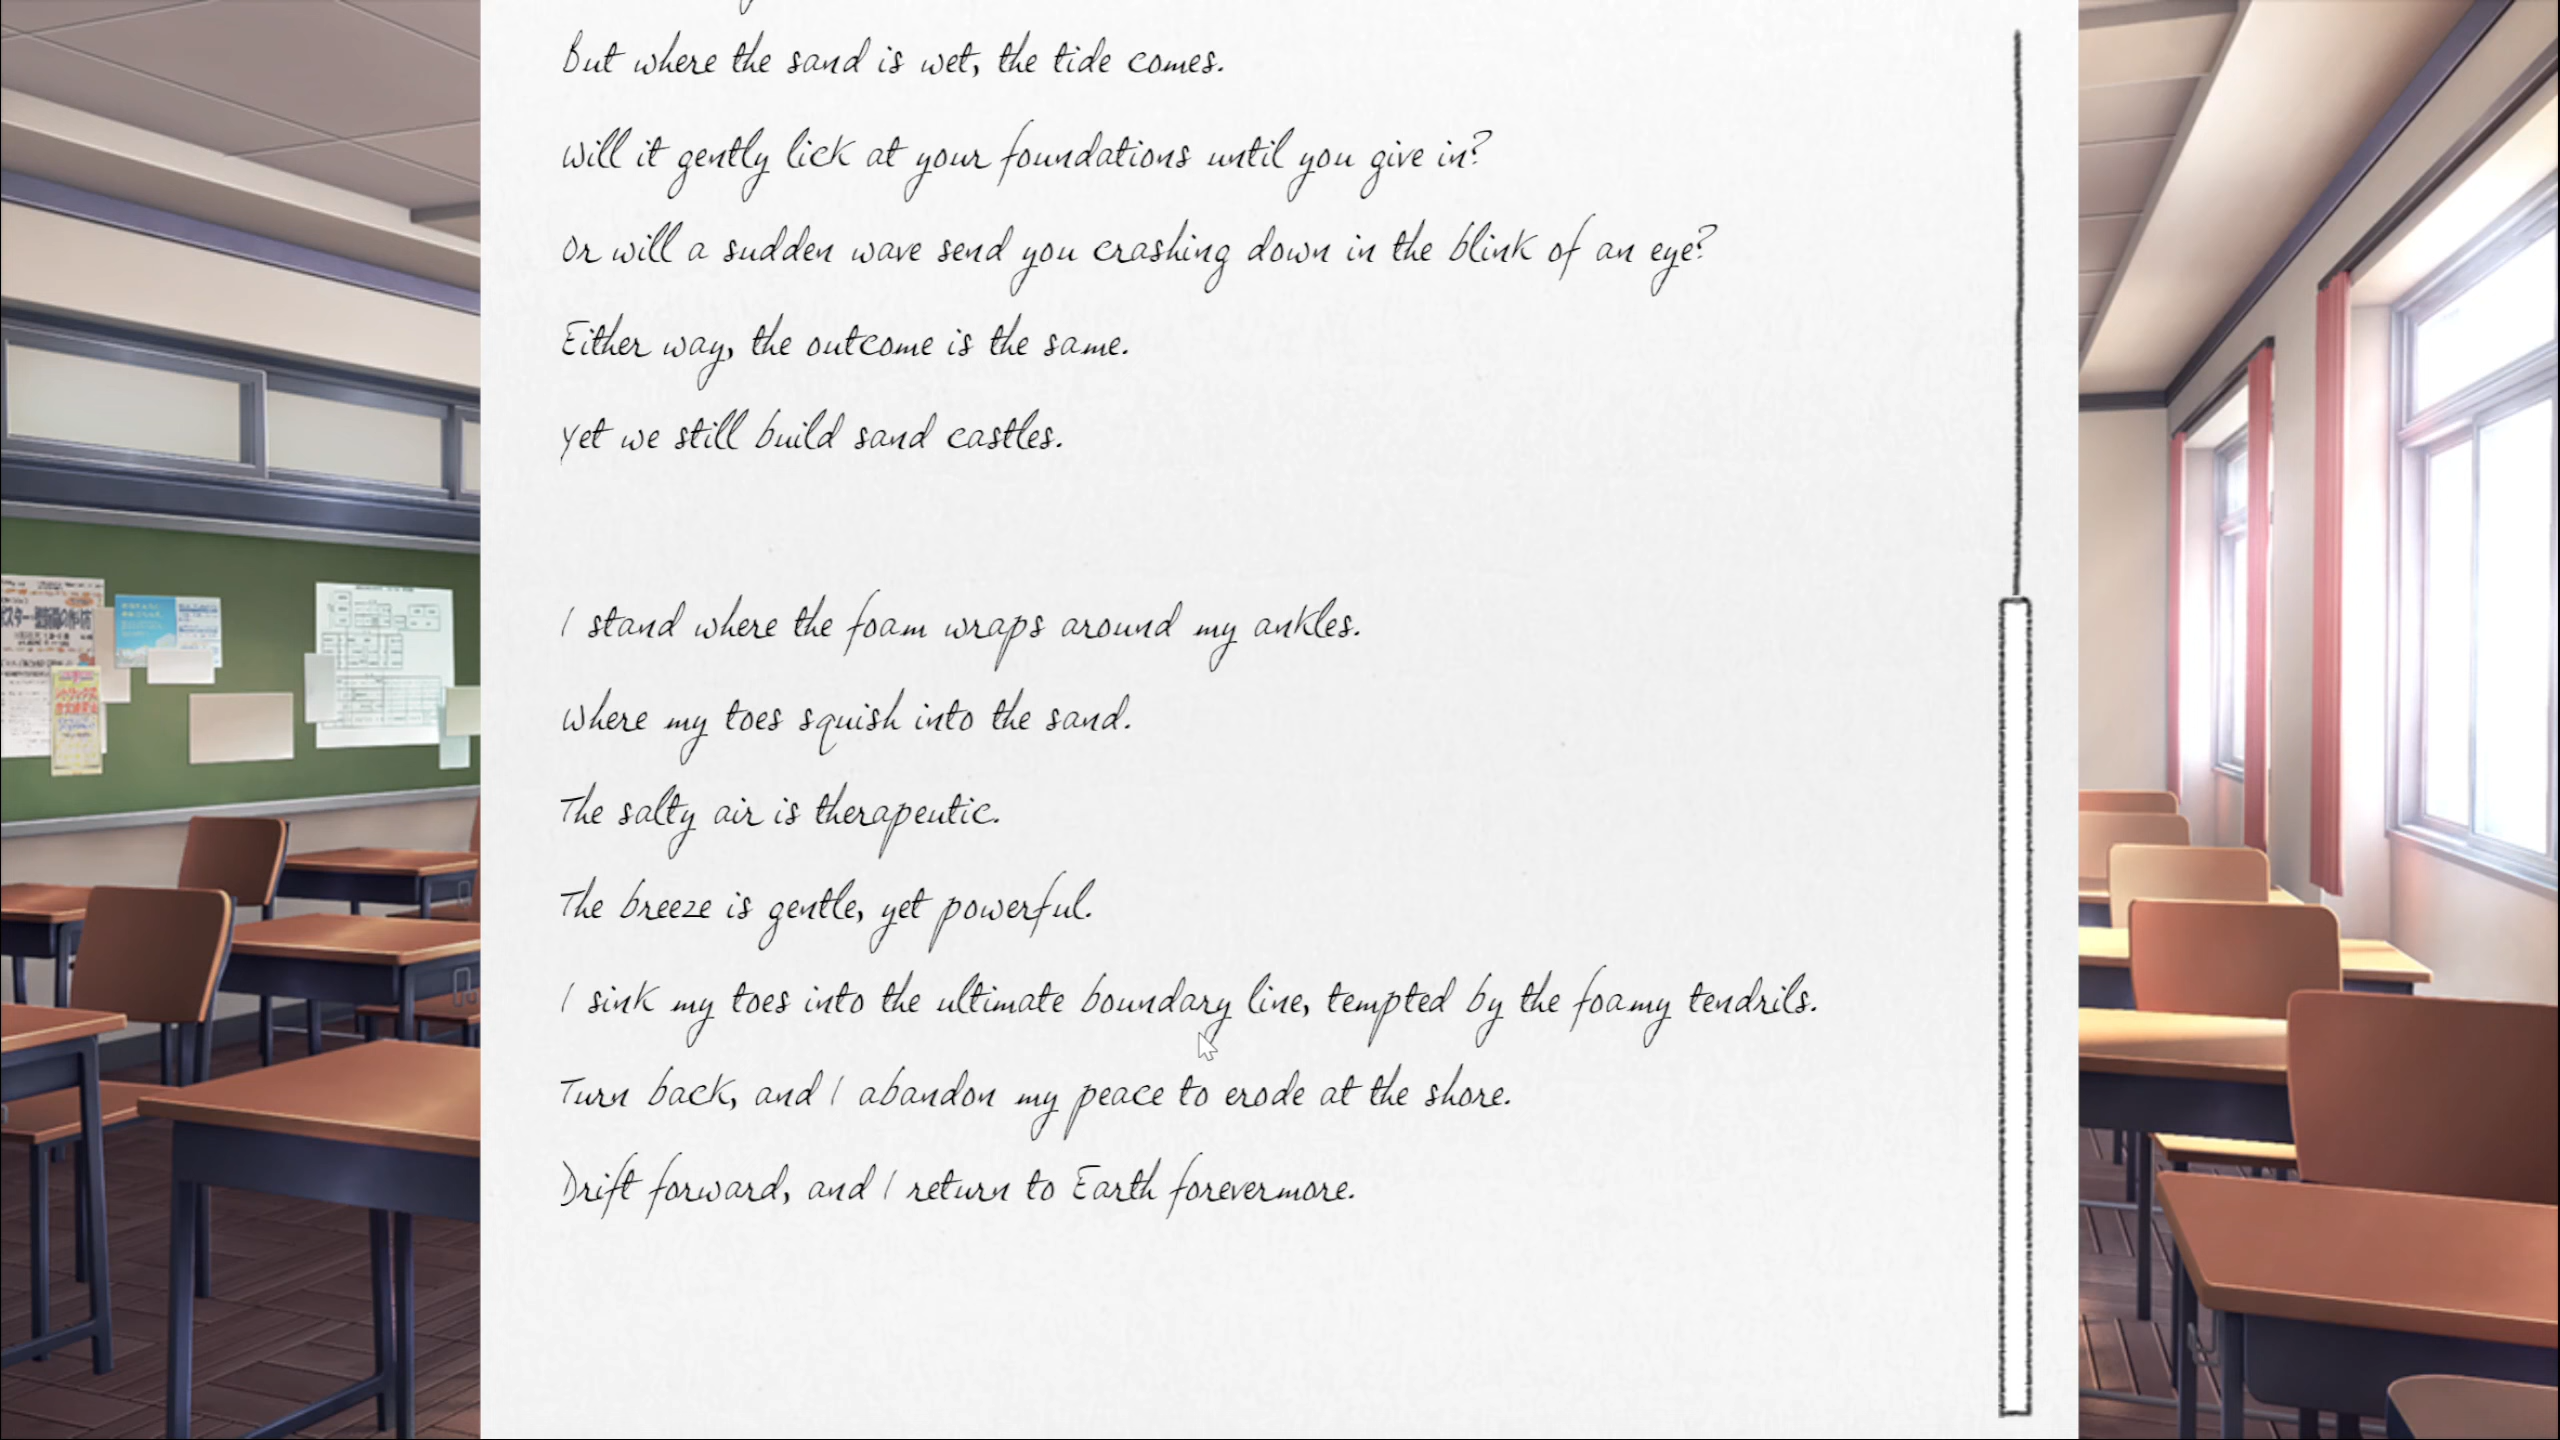 But where the sand is wet, the tide comes.
Will it gently lick at your foundations until you give in?
Or will a sudden wave send you crashing down in the blink of an eye?
Either way, the outcome is the same.
Yet we still build sand castles.
I stand where the foam wraps around my ankles.
Where my toes squish into the sand.
The salty air is therapeutic.
The breeze is gentle, yet powerful.
I sink my toes into the ultimate boundary line, tempted by the foamy tendrils.
Turn back, and I abandon my peace to erode at the shore.
Drift forward, and I return to Earth forevermore.